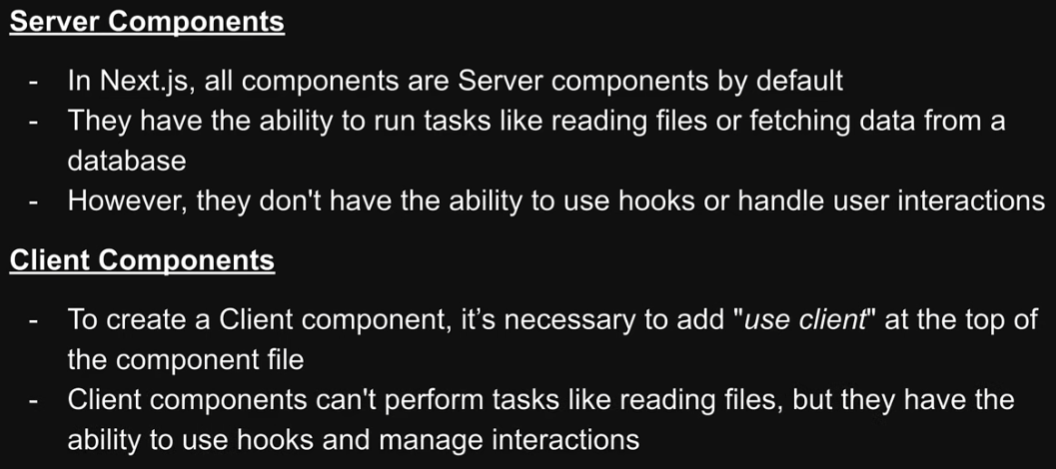 Server Components
- In Next.js, all components are Server components by default
- They have the ability to run tasks like reading files or fetching data from a
database
- However, they don't have the ability to use hooks or handle user interactions
Client Components
- To create a Client component, it’s necessary to add "use client" at the top of
the component file
- Client components can't perform tasks like reading files, but they have the
ability to use hooks and manage interactions